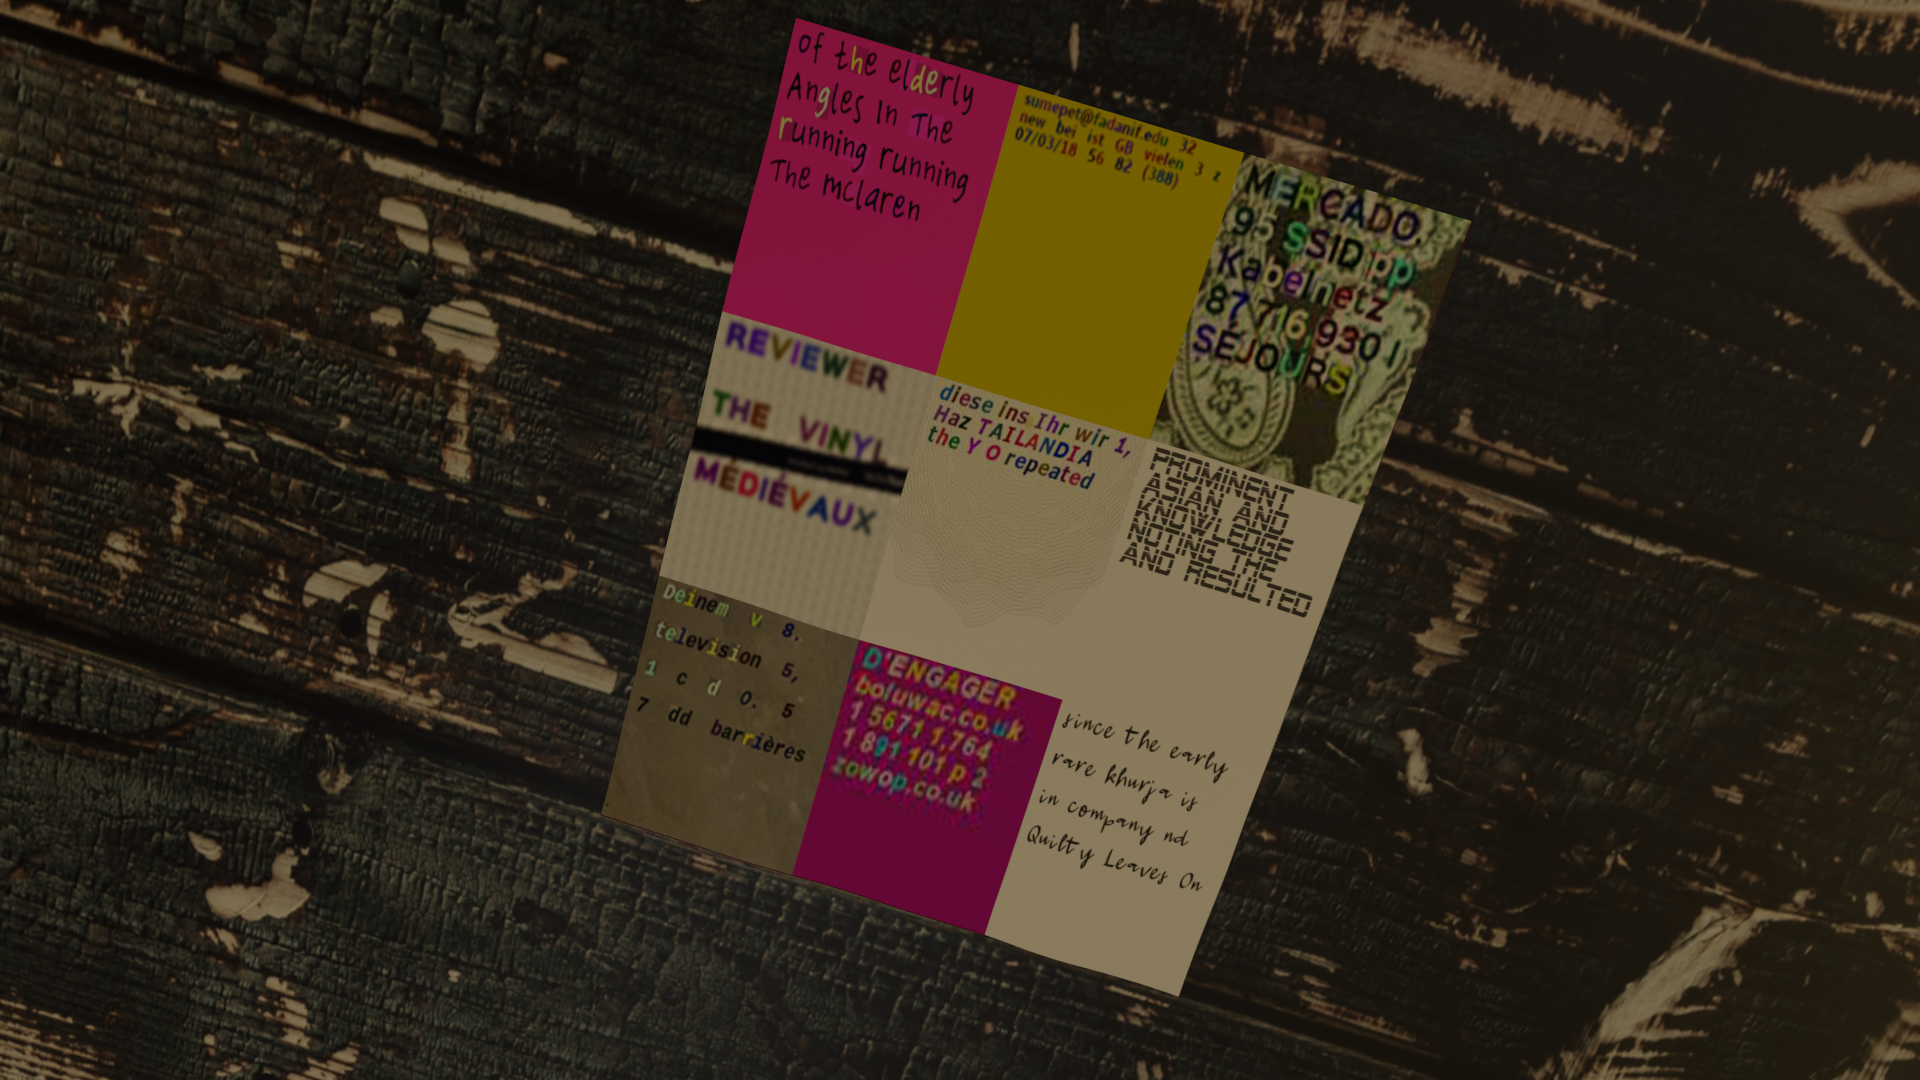 of the elderly
Angles In The
running running
The mclaren
sumepet@fadanif.edu 32
new bei ist GB vielen 3 z
07/03/18 56 82 (388)
MERCADO.
95 SSID pp
Kabelnetz
87 716 930 I
SEJOURS
REVIEWER
THE VINYL
MÉDIÉVAUX
diese ins Ihr wir 1,
Haz TAILANDIA
the Y O repeated
PROMINENT
ASIAN AND
KNOWLEDGE
NOTING THE
AND RESULTED
Deinem v 8.
television 5,
1 c d O. 5
7 dd barrières
D'ENGAGER
boluwac.co.uk
1 5671 1,764
1 891 101 p 2
zowop.co.uk
since the early
rare khurja is
in company nd
Quilty Leaves On